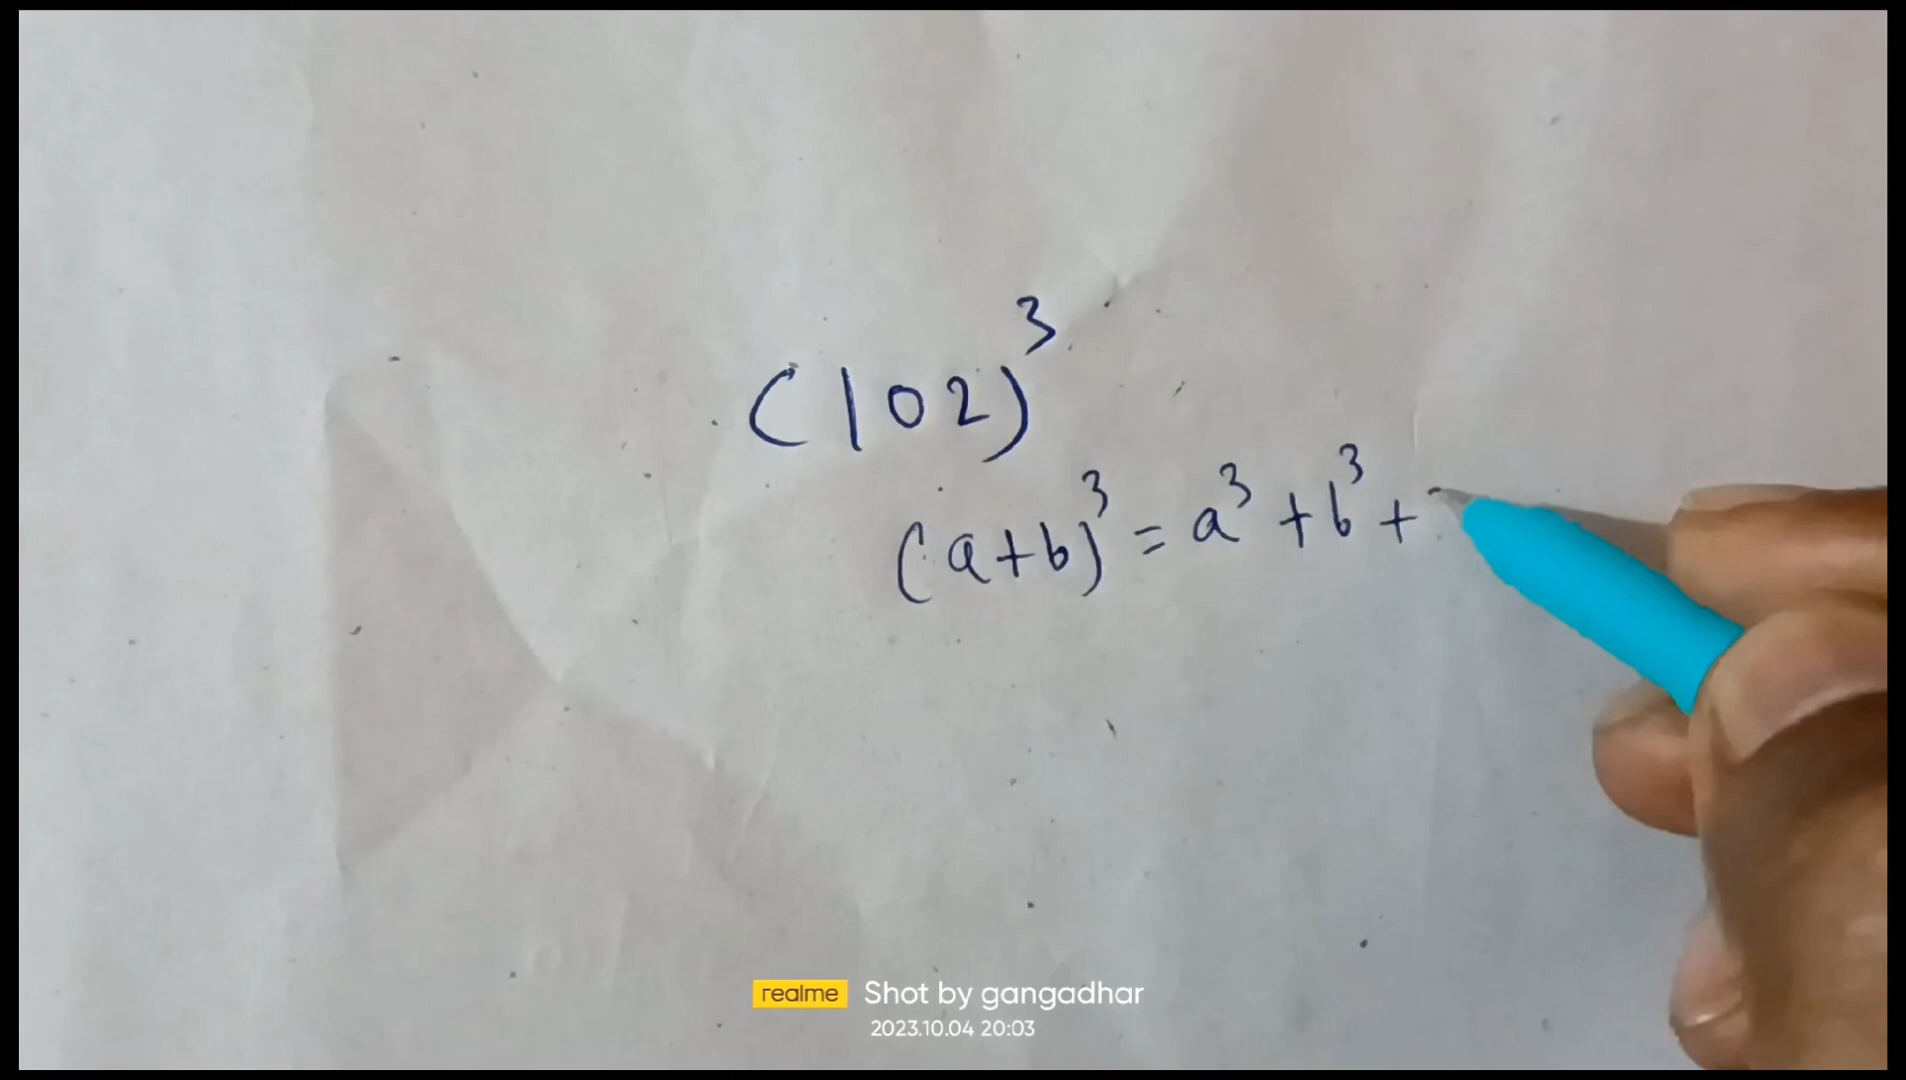 (102)³
(a+b)³ = a³ + b³ +
realme Shot by gangadhar
2023.10.04 20:03